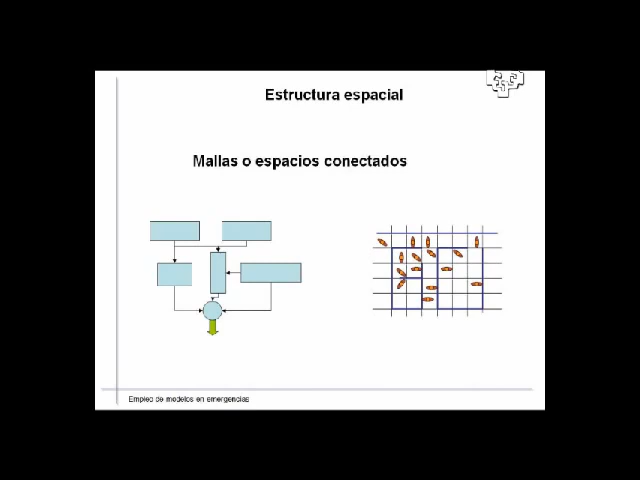 Estructura espacial
Mallas o espacios conectados
Empleo de modelos en emergencias